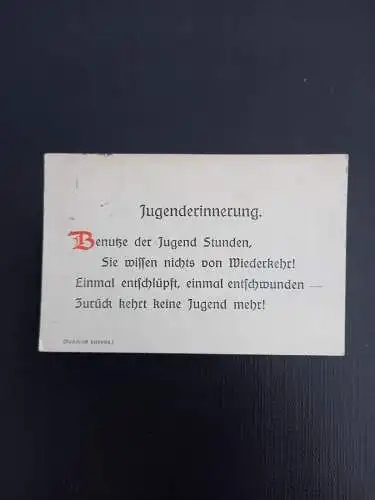 Jugenderinnerung.
Benutze der Jugend Stunden,
Sie wissen nichts von Wiederkehr!
Einmal entschlüpft, einmal entschwunden —
Zurück kehrt keine Jugend mehr!